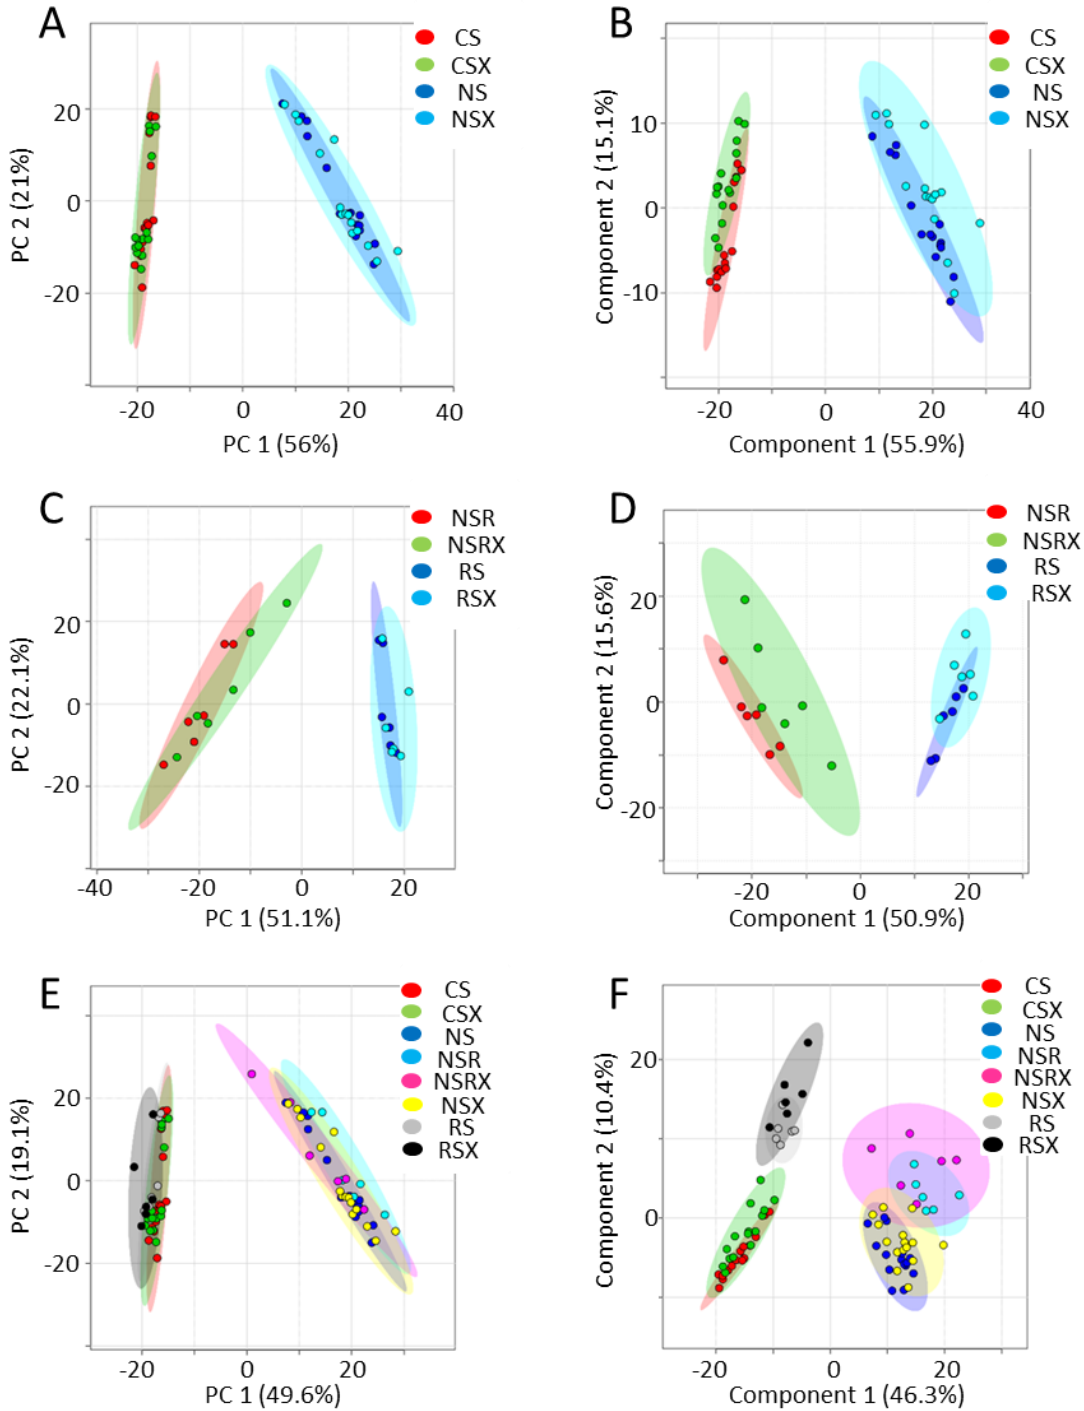 A
CS
CSX
NS
NSX
20
0
-20
PC 2 (21%)
-20
0
20
40
PC 1 (56%)
B
CS
CSX
NS
NSX
10
0
-10
Component 2 (15.1%)
-20
0
20
40
Component 1 (55.9%)
C
NSR
NSRX
RS
RSX
20
0
-20
PC 2 (22.1%)
-40
-20
0
20
PC 1 (51.1%)
D
NSR
NSRX
RS
RSX
20
0
-20
Component 2 (15.6%)
-20
0
20
Component 1 (50.9%)
E
CS
CSX
NS
NSR
NSRX
NSX
RS
RSX
20
0
-20
PC 2 (19.1%)
-20
0
20
PC 1 (49.6%)
F
CS
CSX
NS
NSR
NSRX
NSX
RS
RSX
20
0
Component 2 (10.4%)
-20
0
20
Component 1 (46.3%)